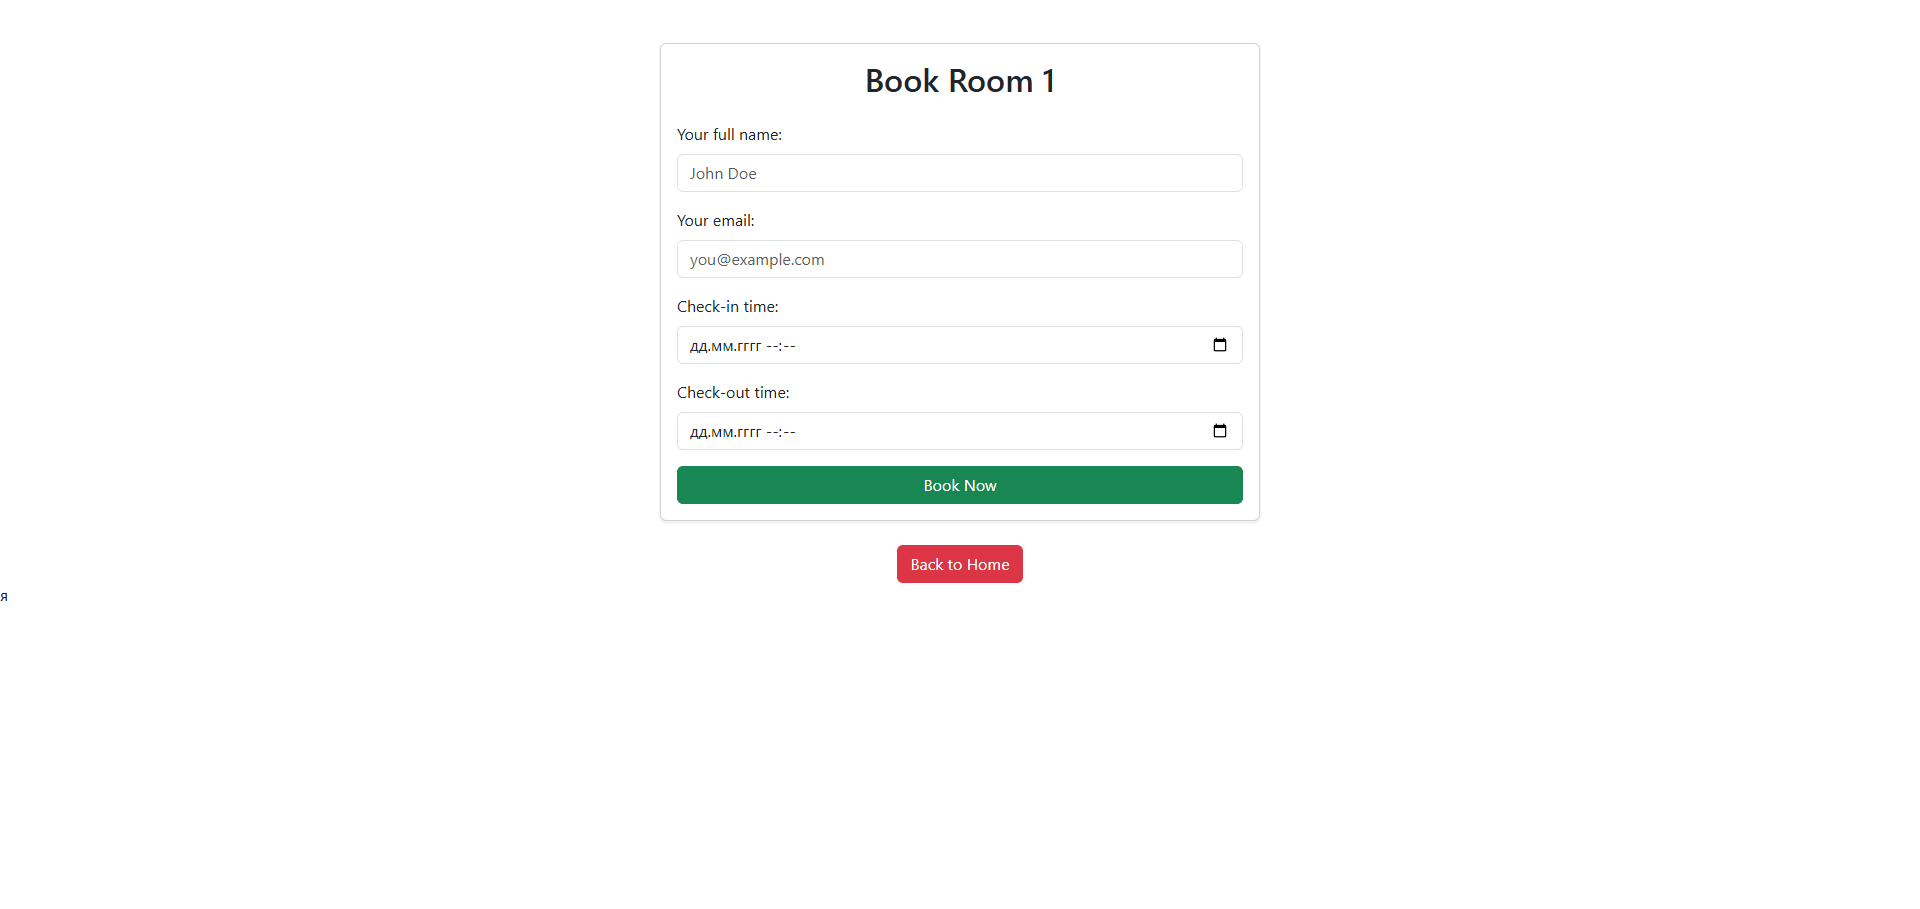 Book Room 1
Your full name:
John Doe
Your email:
you@example.com
Check-in time:
дд.мм.гггг --:--
Check-out time:
дд.мм.гггг --:--
Book Now
Back to Home
я